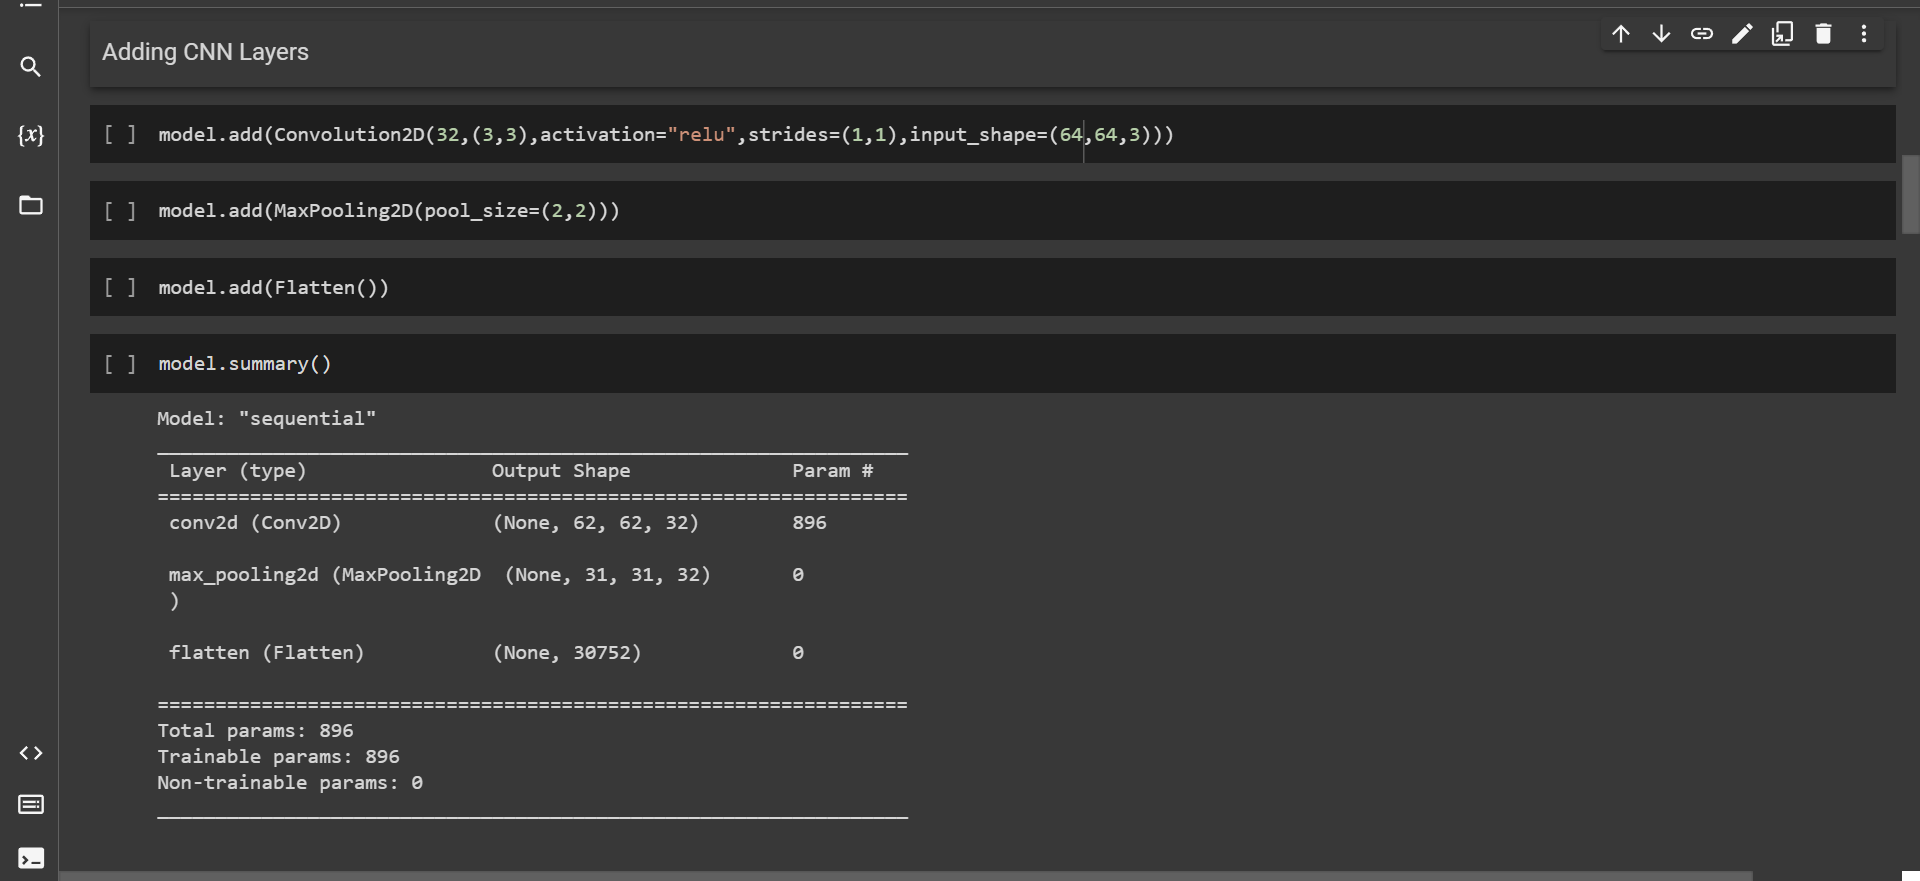 Adding CNN Layers
[ ] model.add(Convolution2D(32,(3,3),activation="relu",strides=(1,1),input_shape=(64,64,3)))
[ ] model.add(MaxPooling2D(pool_size=(2,2)))
[ ] model.add(Flatten())
[ ] model.summary()
Model: "sequential"
_________________________________________________________________
Layer (type) Output Shape Param #
=================================================================
conv2d (Conv2D) (None, 62, 62, 32) 896
max_pooling2d (MaxPooling2D (None, 31, 31, 32) 0
)
flatten (Flatten) (None, 30752) 0
=================================================================
Total params: 896
Trainable params: 896
Non-trainable params: 0
_________________________________________________________________
{x}